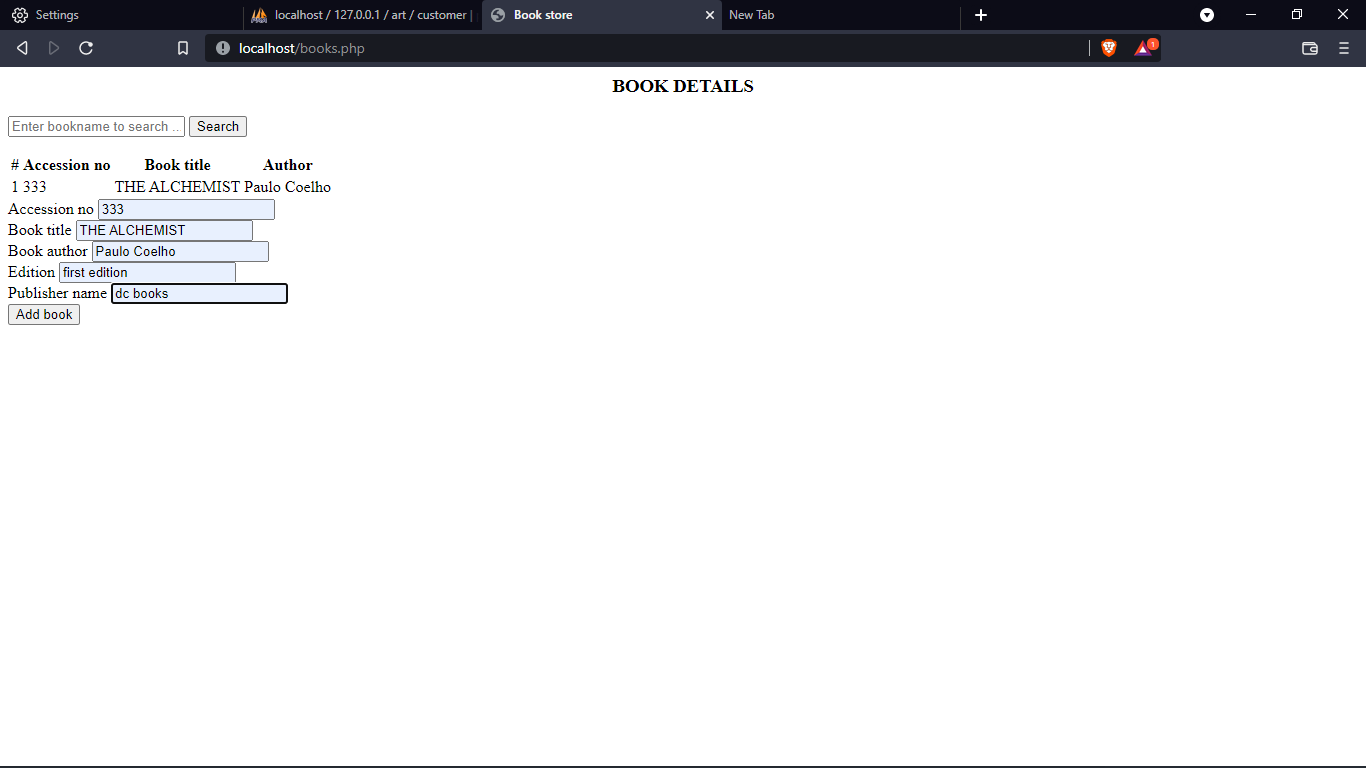 Settings
localhost / 127.0.0.1 / art / customer |
Book store
New Tab
localhost/books.php
1
BOOK DETAILS
Enter bookname to search ...
Search
# Accession no Book title Author
1 333 THE ALCHEMIST Paulo Coelho
Accession no 333
Book title THE ALCHEMIST
Book author Paulo Coelho
Edition first edition
Publisher name dc books
Add book